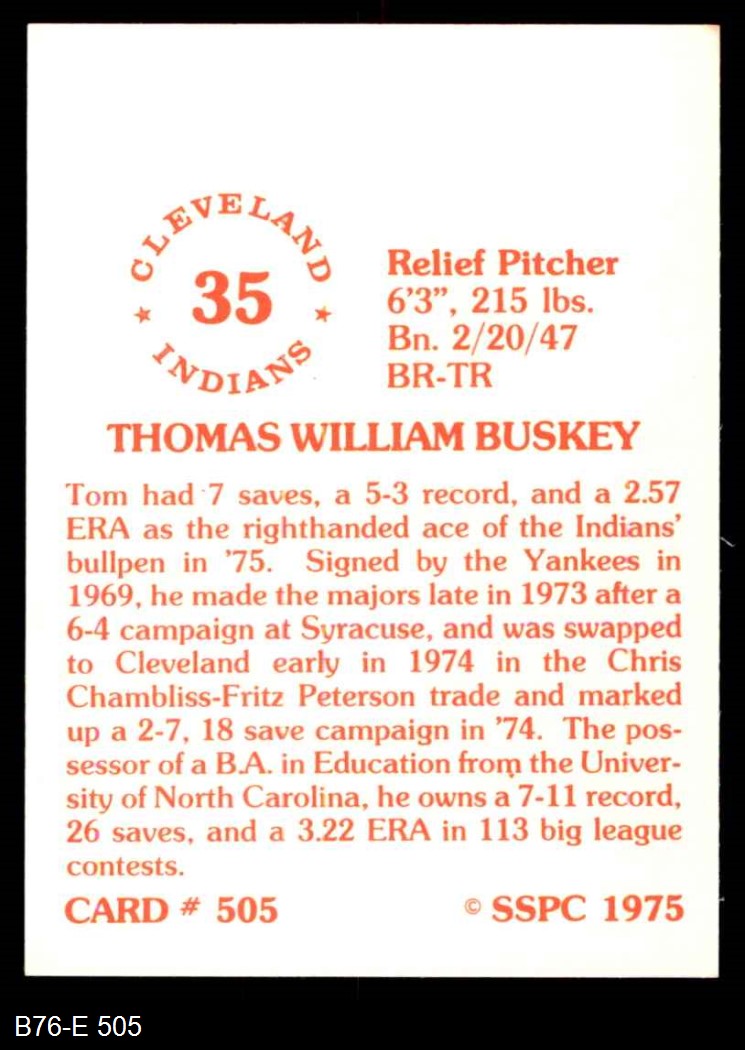 CLEVELAND
35
INDIANS
Relief Pitcher
6'3", 215 lbs.
Bn. 2/20/47
BR-TR
THOMAS WILLIAM BUSKEY
Tom had 7 saves, a 5-3 record, and a 2.57
ERA as the righthanded ace of the Indians'
bullpen in '75. Signed by the Yankees in
1969, he made the majors late in 1973 after a
6-4 campaign at Syracuse, and was swapped
to Cleveland early in 1974 in the Chris
Chambliss-Fritz Peterson trade and marked
up a 2-7, 18 save campaign in '74. The pos-
sessor of a B.A. in Education from the Univer-
sity of North Carolina, he owns a 7-11 record,
26 saves, and a 3.22 ERA in 113 big league
contests.
CARD # 505
© SSPC 1975
B76-E 505